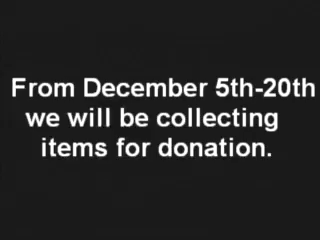 From December 5th-20th
we will be collecting
items for donation.